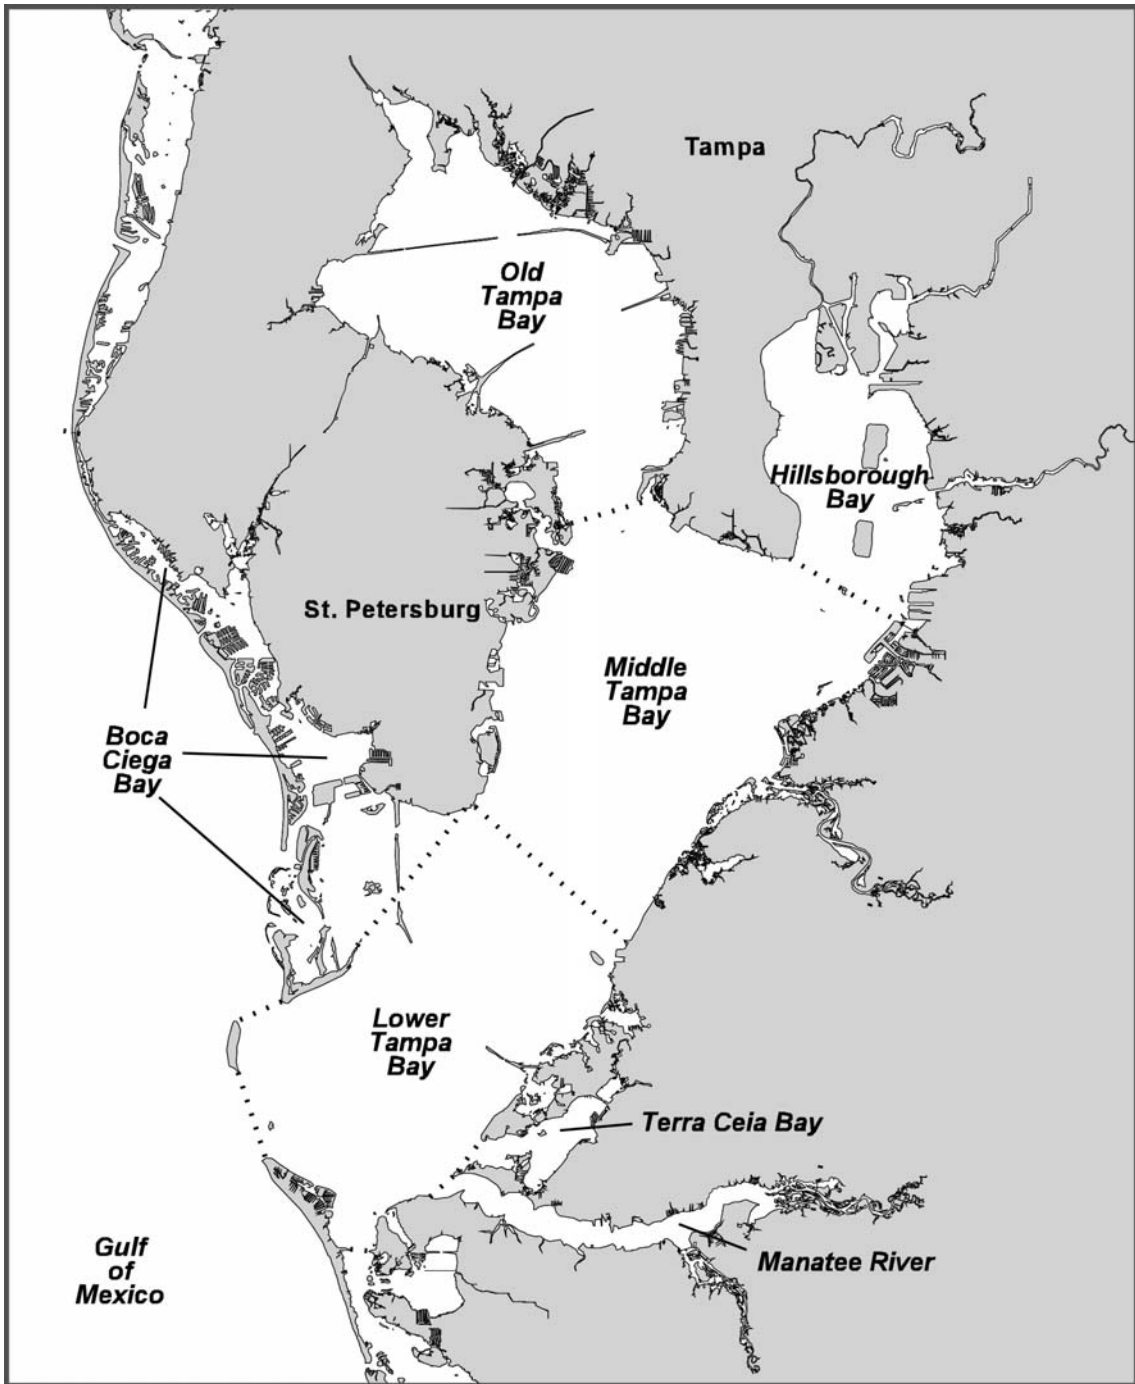 Tampa
Old
Tampa
Bay
Hillsborough
Bay
St. Petersburg
Middle
Tampa
Bay
Boca
Ciega
Bay
Lower
Tampa
Bay
Terra Ceia Bay
Gulf
of
Mexico
Manatee River